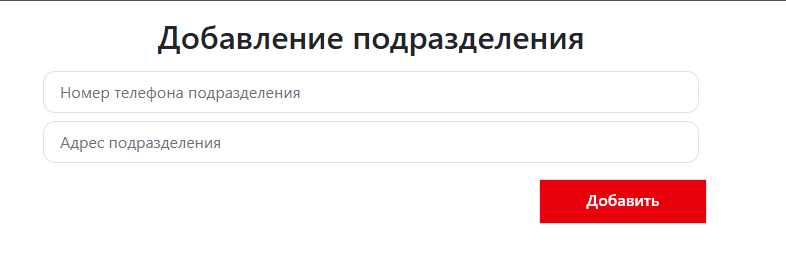 Добавление подразделения
Номер телефона подразделения
Адрес подразделения
Добавить